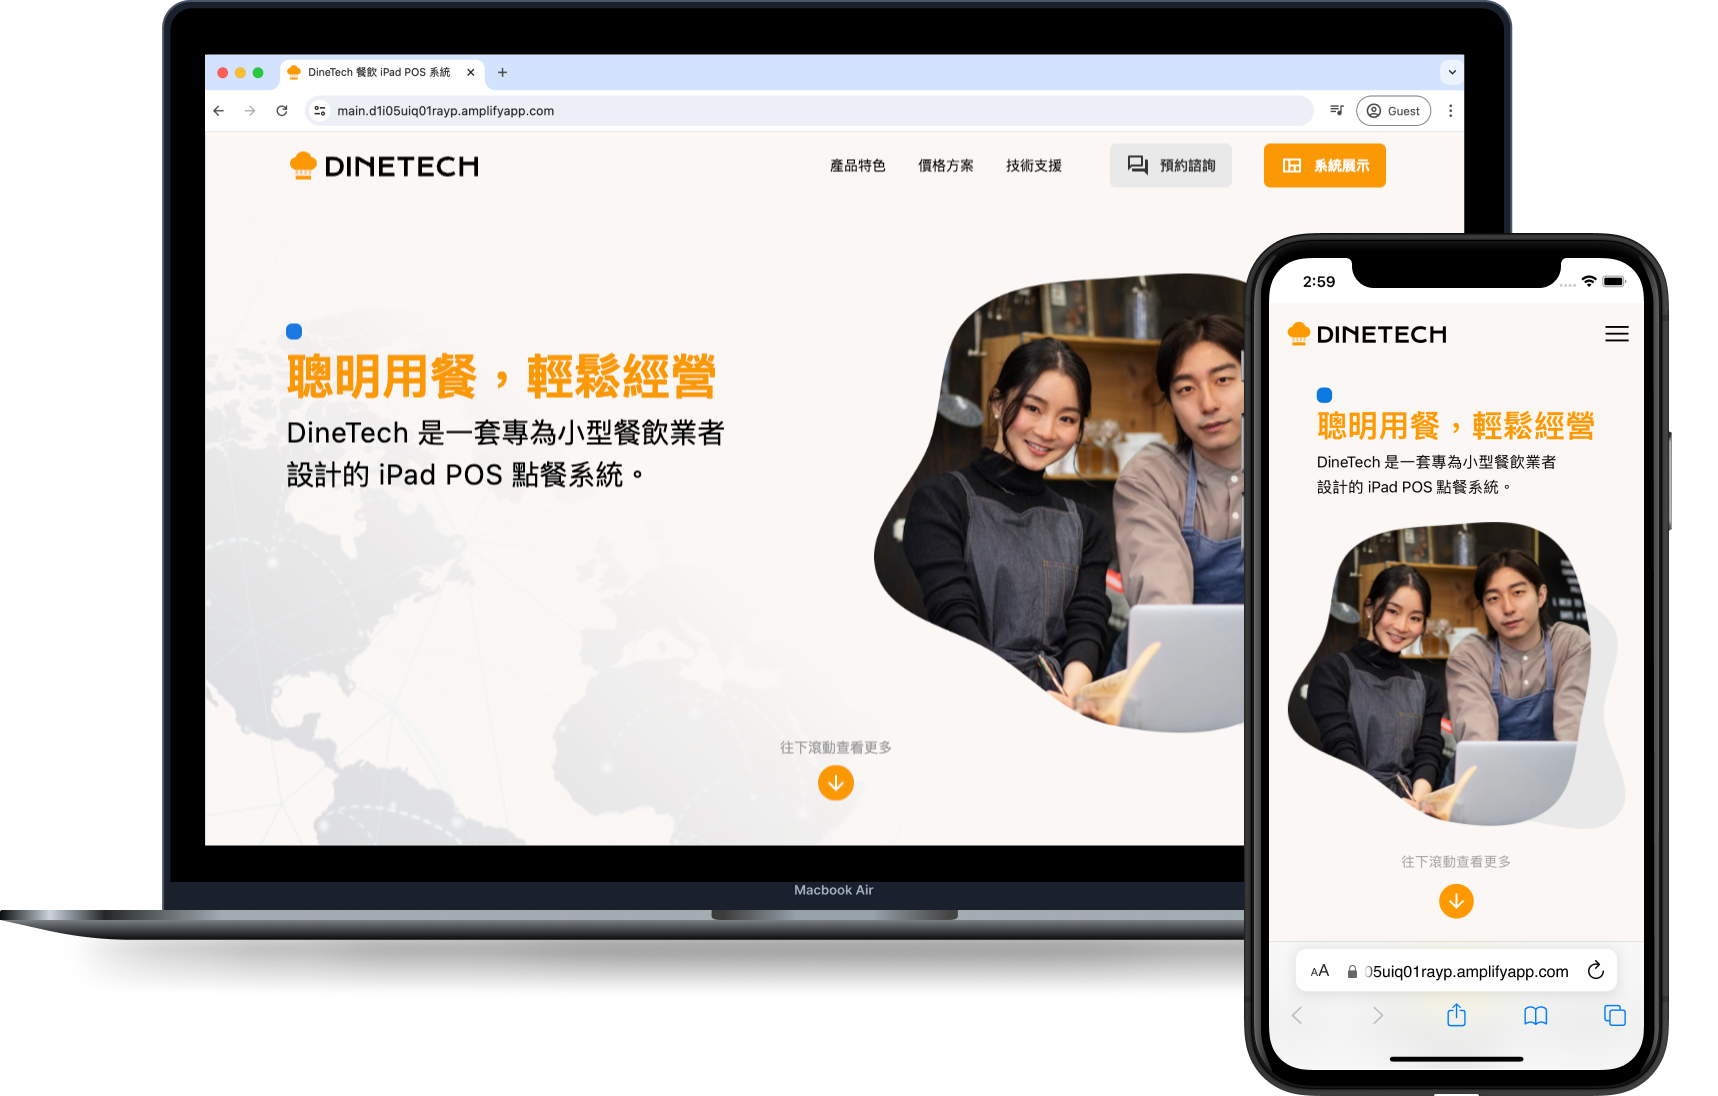 DineTech 餐飲 iPad POS 系統
main.d1i05uiq01rayp.amplifyapp.com
Guest
DINETECH
產品特色
價格方案
技術支援
預約諮詢
系統展示
聰明用餐，輕鬆經營
DineTech 是一套專為小型餐飲業者
設計的 iPad POS 點餐系統。
往下滾動查看更多
Macbook Air
2:59
DINETECH
聰明用餐，輕鬆經營
DineTech 是一套專為小型餐飲業者
設計的 iPad POS 點餐系統。
往下滾動查看更多
AA
05uiq01rayp.amplifyapp.com